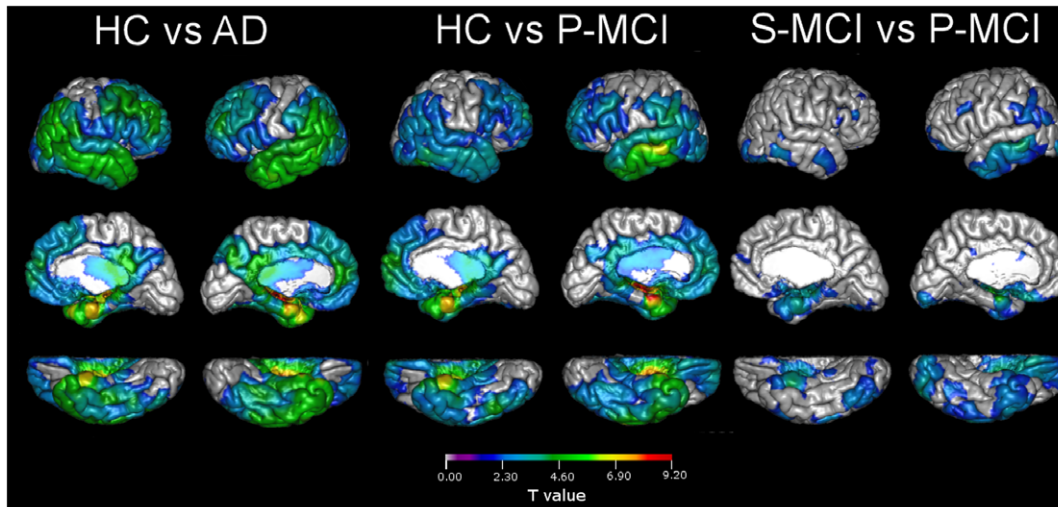 HC vs AD
HC vs P-MCI
S-MCI vs P-MCI
0.00 2.30 4.60 6.90 9.20
T value